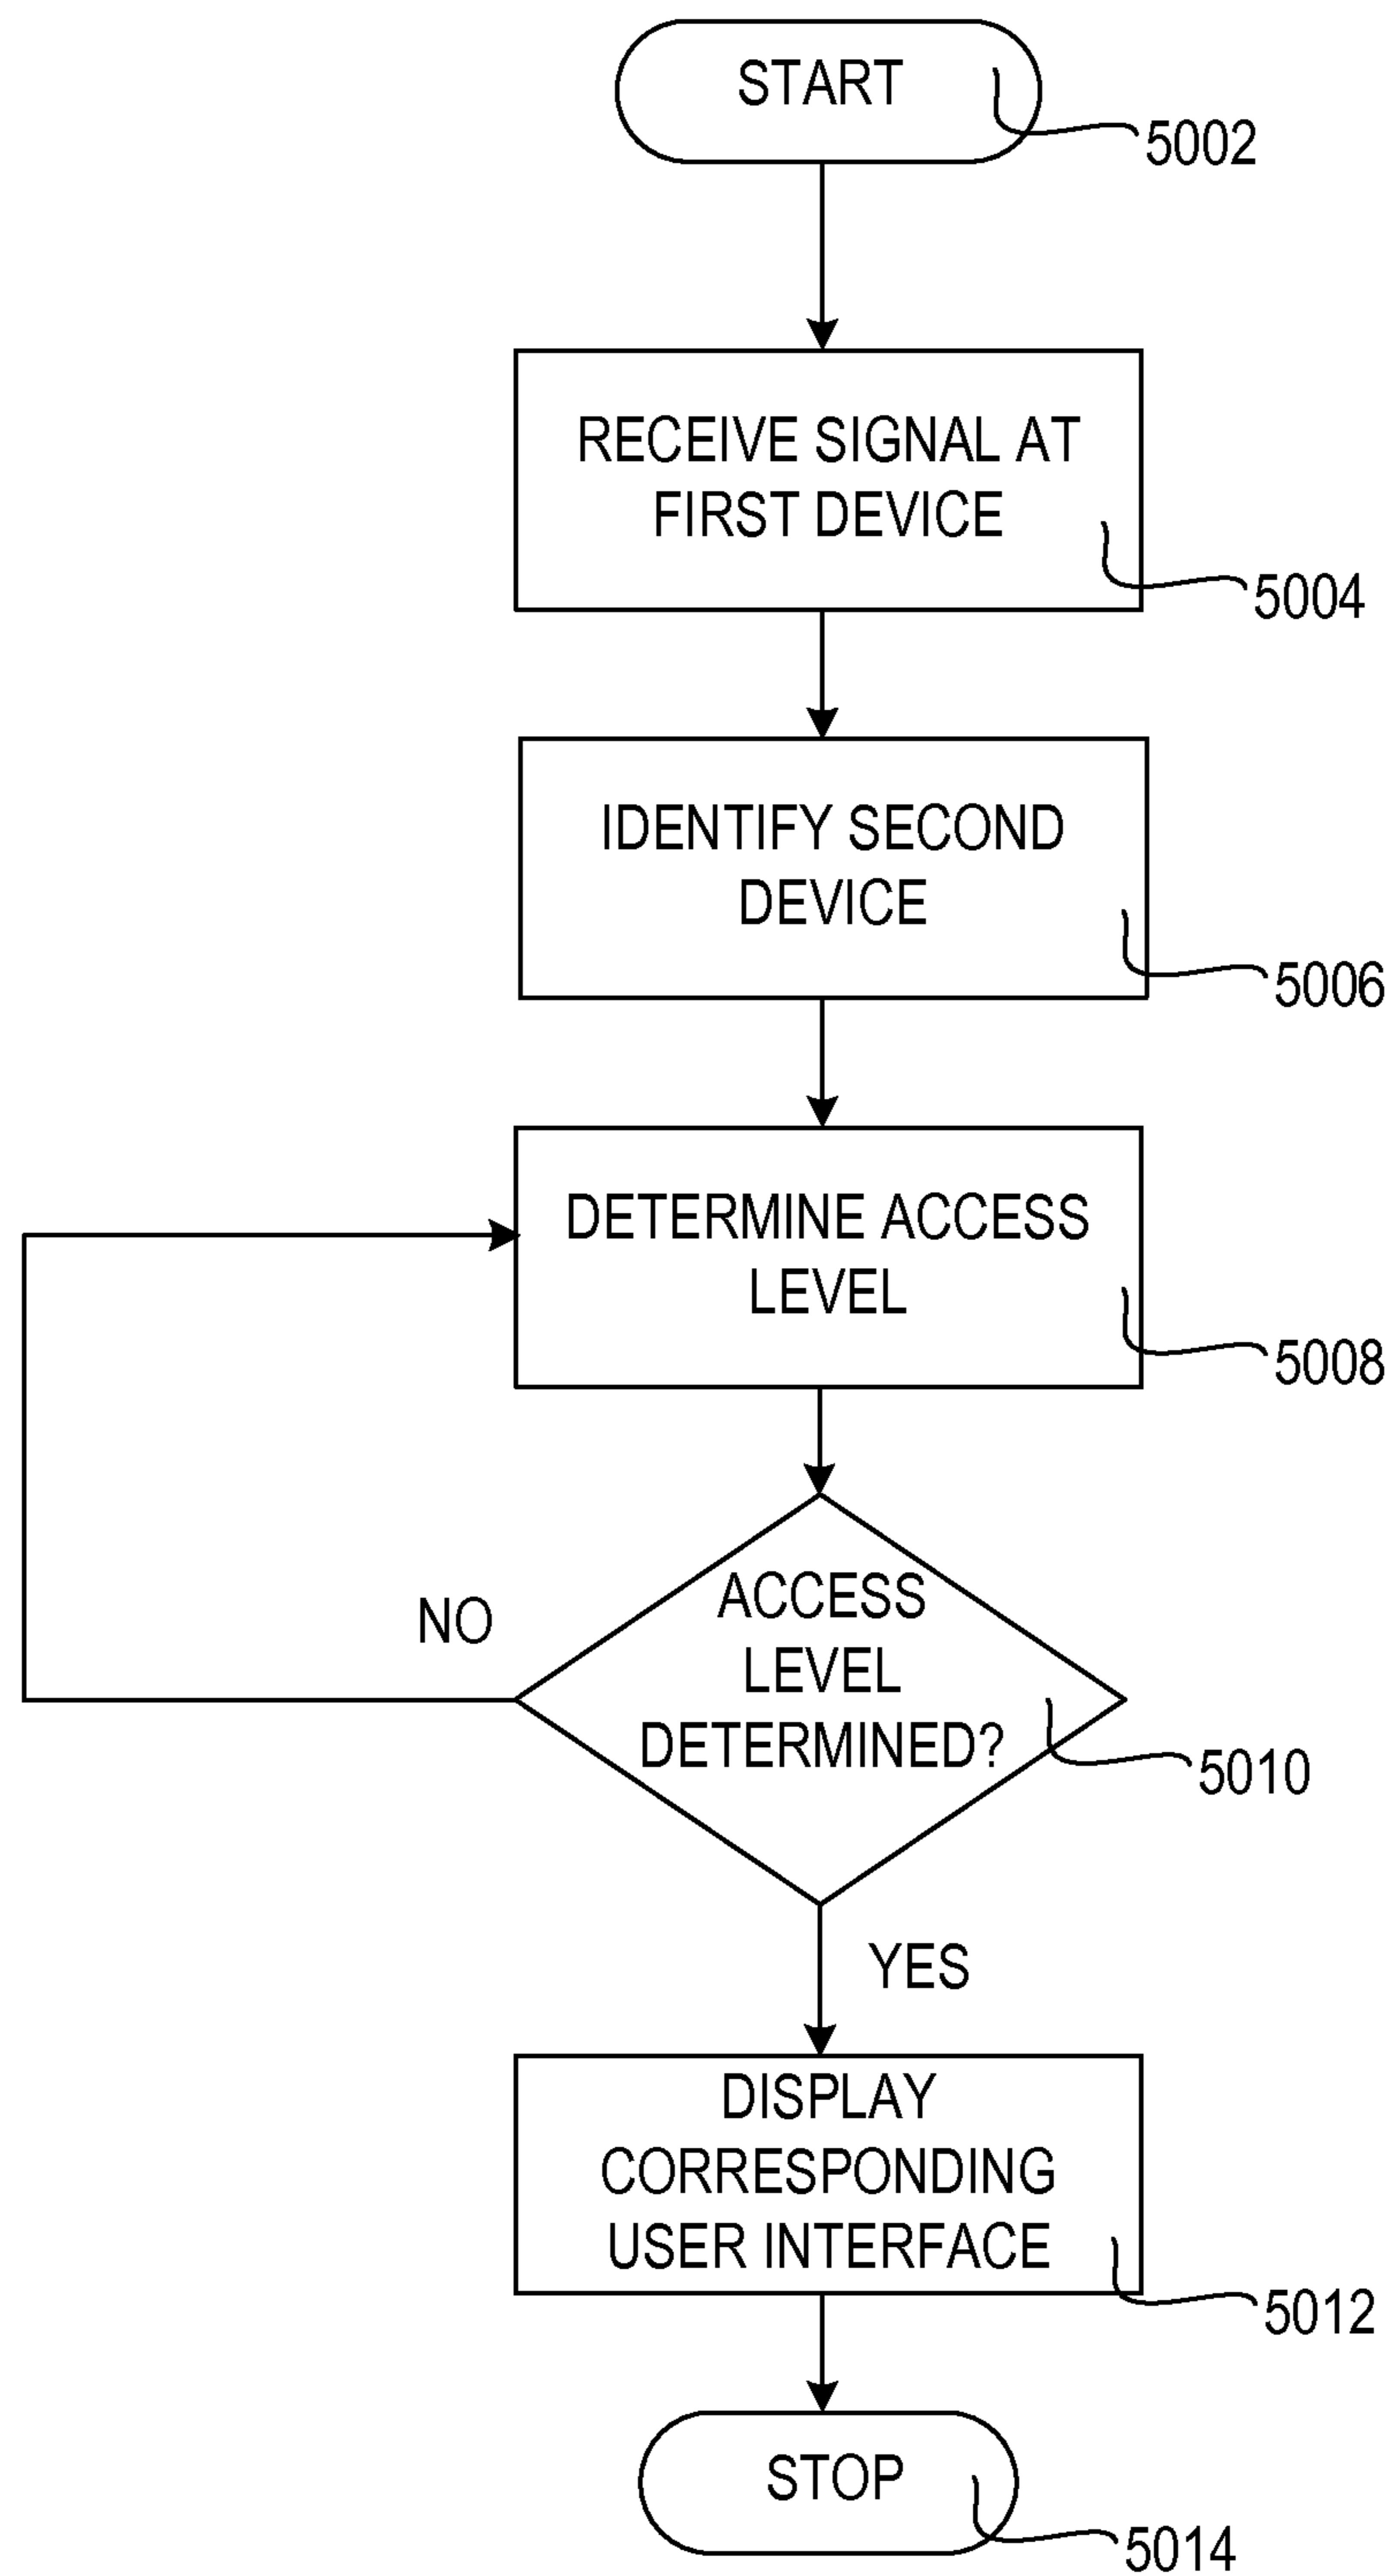 START
5002
RECEIVE SIGNAL AT
FIRST DEVICE
5004
IDENTIFY SECOND
DEVICE
5006
DETERMINE ACCESS
LEVEL
5008
ACCESS
LEVEL
DETERMINED?
NO
5010
YES
DISPLAY
CORRESPONDING
USER INTERFACE
5012
STOP
5014